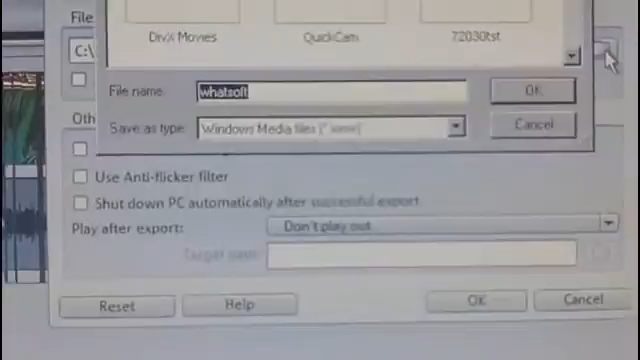 File
DivX Movies QuickCam 72030tst
C:\
File name: whatsoft OK
Save as type: Windows Media files (*.wmv) Cancel
Oth
Use Anti-flicker filter
Shut down PC automatically after successful export
Play after export: Don't play out
Target
Reset Help OK Cancel